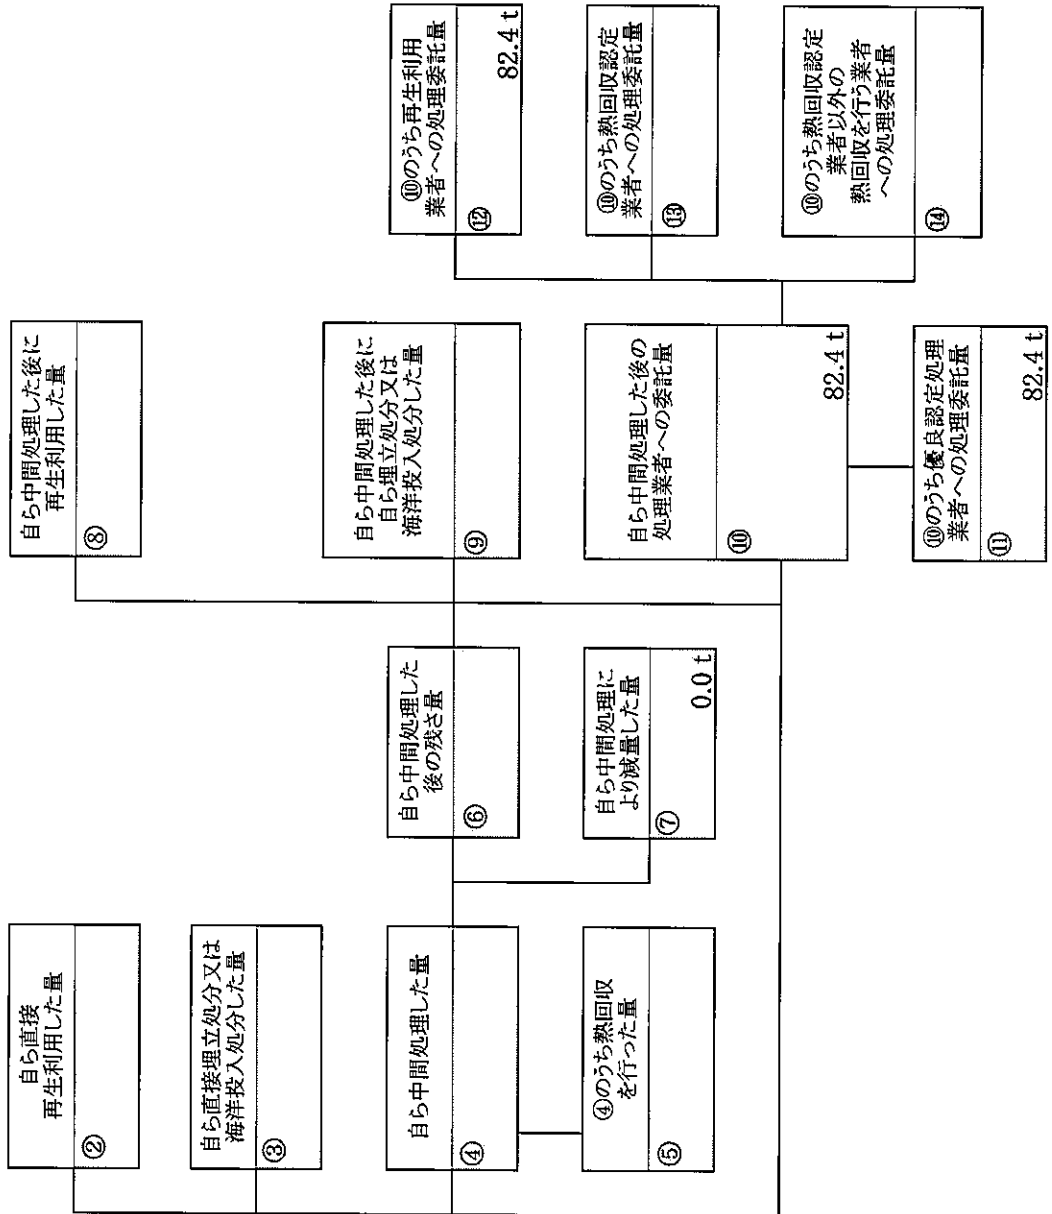 自ら直接
再生利用した量
②
自ら直接埋立処分又は
海洋投入処分した量
③
自ら中間処理した量
④
④のうち熱回収
を行った量
⑤
自ら中間処理した
後の残さ量
⑥
自ら中間処理に
より減量した量
⑦
0.0 t
自ら中間処理した後に
再生利用した量
⑧
自ら中間処理した後に
自ら埋立処分又は
海洋投入処分した量
⑨
自ら中間処理した後の
処理業者への委託量
⑩
82.4 t
⑩のうち優良認定処理
業者への処理委託量
⑪
82.4 t
⑩のうち再生利用
業者への処理委託量
⑫
82.4 t
⑩のうち熱回収認定
業者への処理委託量
⑬
⑩のうち熱回収認定
業者以外の
熱回収を行う業者
への処理委託量
⑭